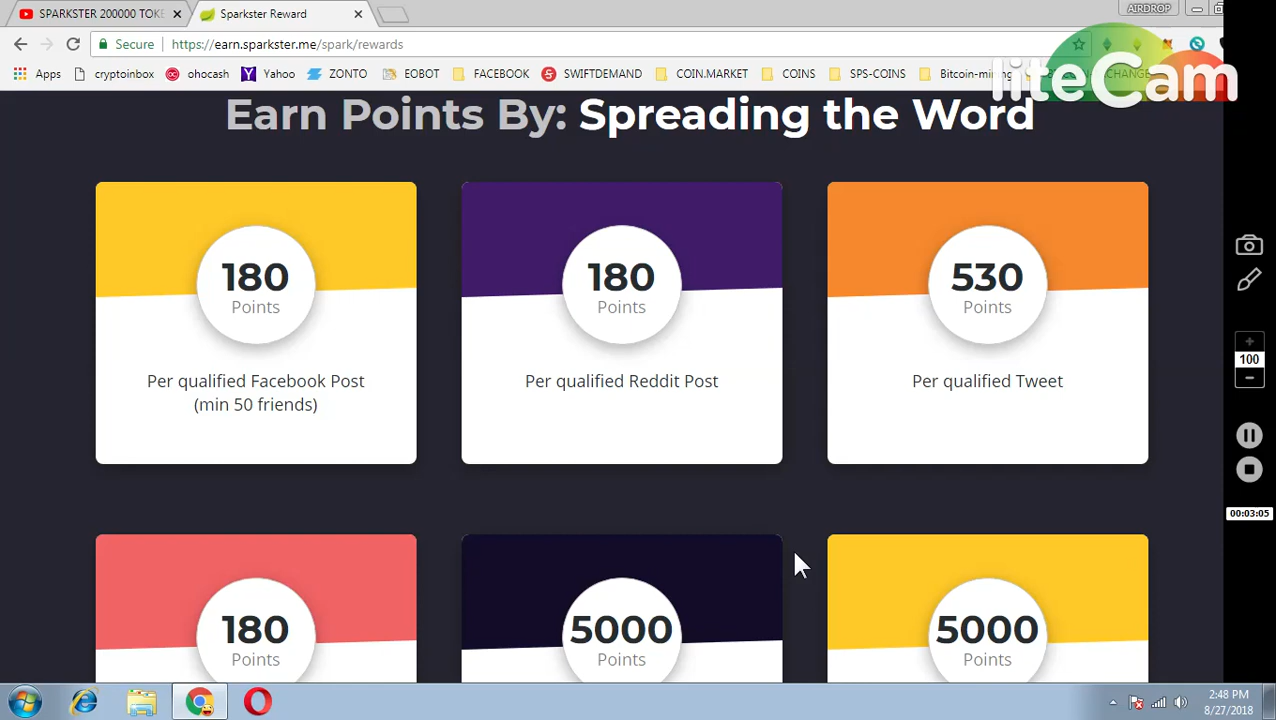 SPARKSTER 200000 TOKE
Sparkster Reward
AIRDROP
Secure
https://earn.sparkster.me/spark/rewards
Apps
cryptoinbox
ohocash
Yahoo
ZONTO
EOBOT
FACEBOOK
SWIFTDEMAND
COIN.MARKET
COINS
SPS-COINS
Bitcoin-mining
liteCam
Earn Points By: Spreading the Word
180
Points
Per qualified Facebook Post
(min 50 friends)
180
Points
Per qualified Reddit Post
530
Points
Per qualified Tweet
180
Points
5000
Points
5000
Points
100
00:03:05
2:48 PM
8/27/2018